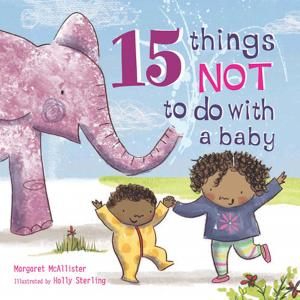 15 things
NOT
to do with
a baby
Margaret McAllister
Illustrated by Holly Sterling